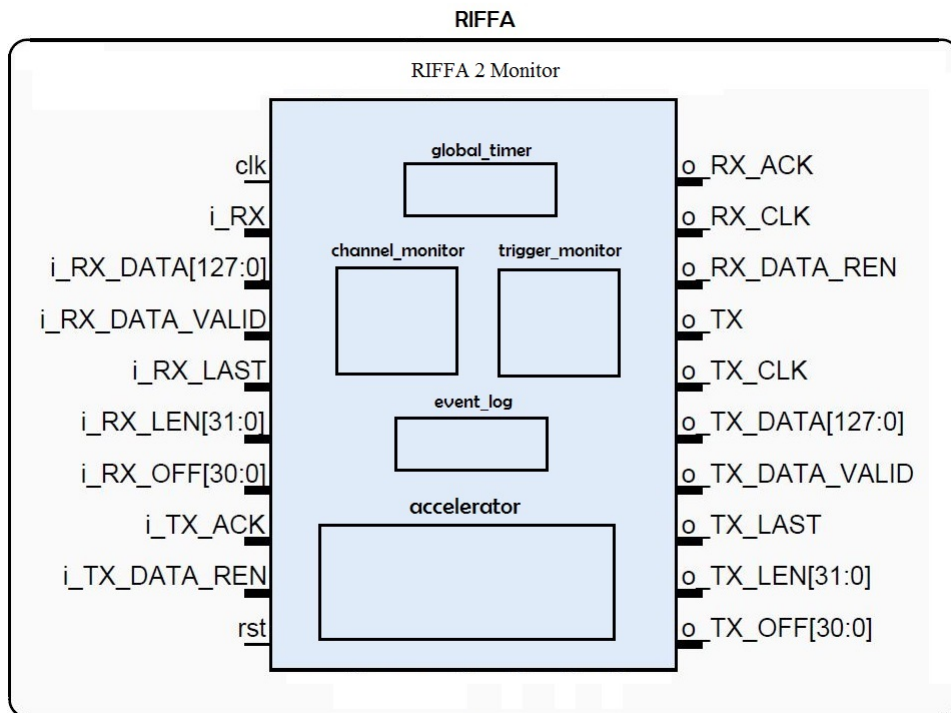 RIFFA
RIFFA 2 Monitor
clk
i_RX
i_RX_DATA[127:0]
i_RX_DATA_VALID
i_RX_LAST
i_RX_LEN[31:0]
i_RX_OFF[30:0]
i_TX_ACK
i_TX_DATA_REN
rst
global_timer
channel_monitor
trigger_monitor
event_log
accelerator
o_RX_ACK
o_RX_CLK
o_RX_DATA_REN
o_TX
o_TX_CLK
o_TX_DATA[127:0]
o_TX_DATA_VALID
o_TX_LAST
o_TX_LEN[31:0]
o_TX_OFF[30:0]